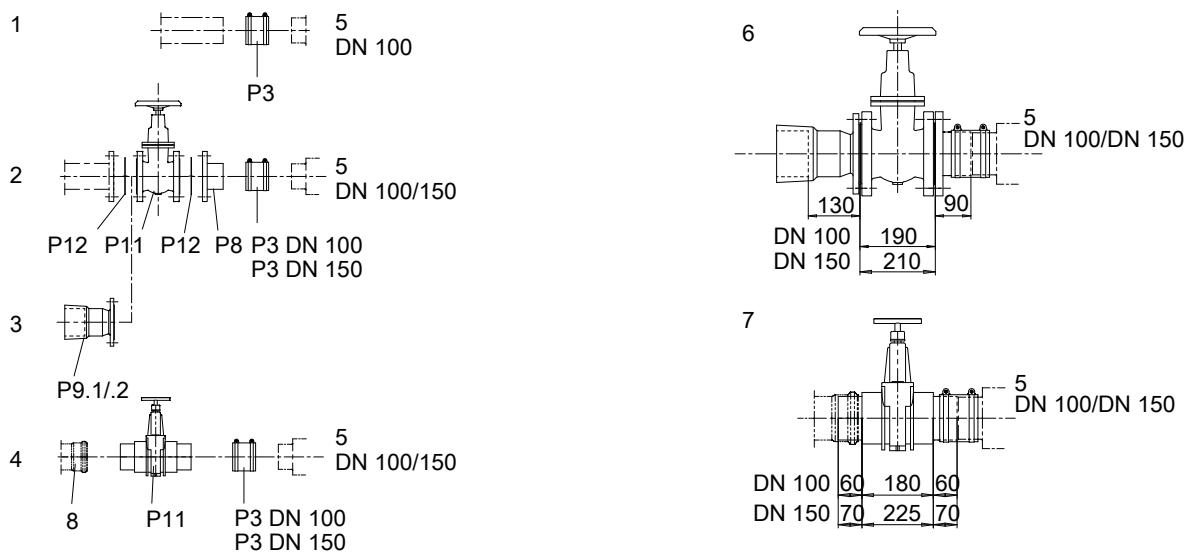 1
5
DN 100
P3
2
5
DN 100/150
P12 P11 P12 P8 P3 DN 100
P3 DN 150
3
P9.1/.2
4
5
DN 100/150
8
P11
P3 DN 100
P3 DN 150
6
5
DN 100/DN 150
130 90
DN 100 190
DN 150 210
7
5
DN 100/DN 150
DN 100 60 180 60
DN 150 70 225 70